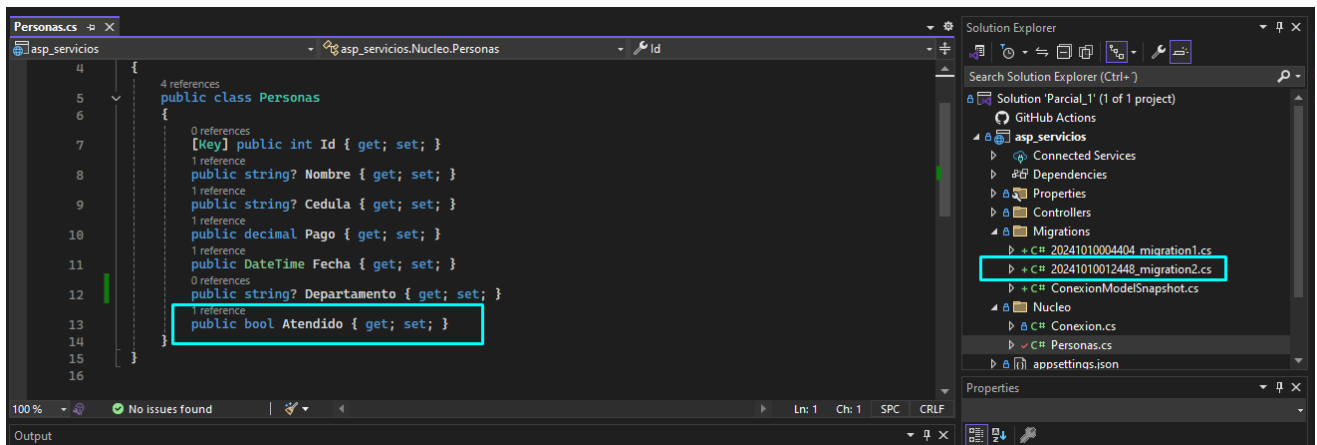 Personas.cs
asp_servicios
asp_servicios.Nucleo.Personas
Id
4 {
4 references
5 public class Personas
6 {
0 references
7 [Key] public int Id { get; set; }
1 reference
8 public string? Nombre { get; set; }
1 reference
9 public string? Cedula { get; set; }
1 reference
10 public decimal Pago { get; set; }
1 reference
11 public DateTime Fecha { get; set; }
0 references
12 public string? Departamento { get; set; }
1 reference
13 public bool Atendido { get; set; }
14 }
15 }
16
100 %
No issues found
Ln: 1 Ch: 1 SPC CRLF
Output
Solution Explorer
Search Solution Explorer (Ctrl+´)
Solution 'Parcial_1' (1 of 1 project)
GitHub Actions
asp_servicios
Connected Services
Dependencies
Properties
Controllers
Migrations
+ C# 20241010004404_migration1.cs
+ C# 20241010012448_migration2.cs
+ C# ConexionModelSnapshot.cs
Nucleo
C# Conexion.cs
C# Personas.cs
appsettings.json
Properties